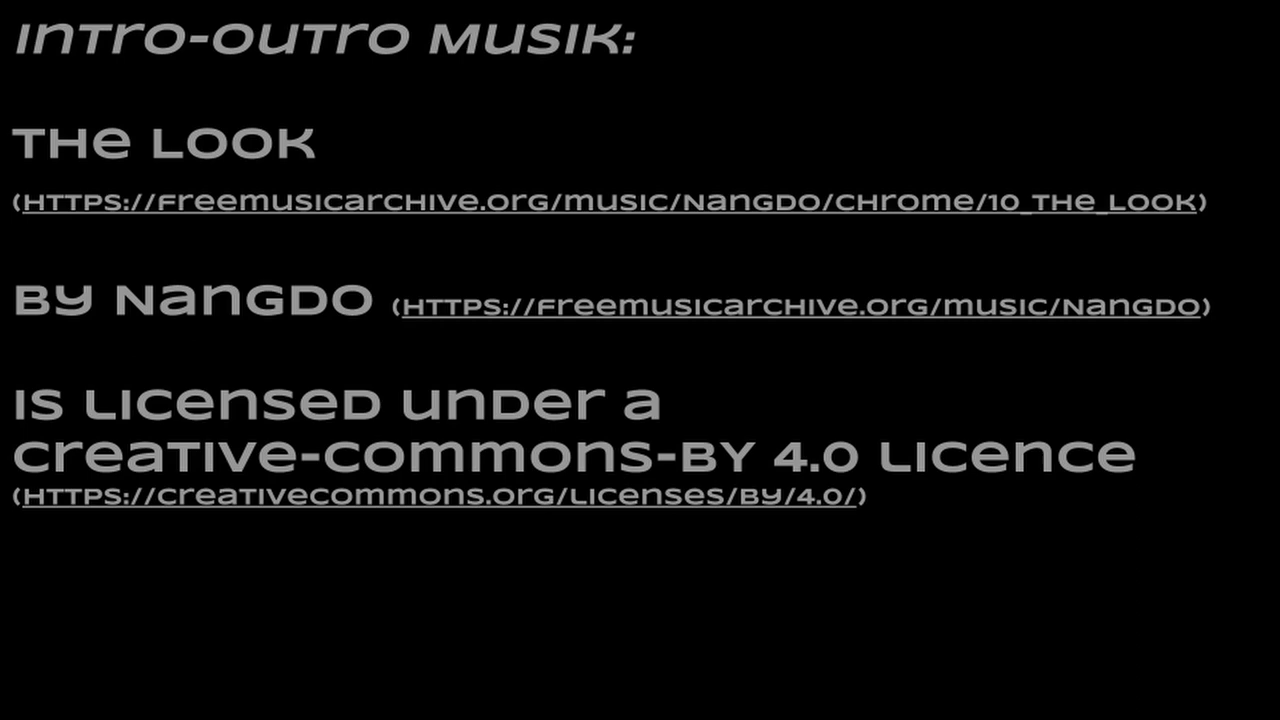 Intro-Outro Musik:
The Look
(https://freemusicarchive.org/music/Nangdo/Chrome/10_The_Look)
by Nangdo (https://freemusicarchive.org/music/Nangdo)
is licensed under a
Creative-Commons-BY 4.0 Licence
(https://creativecommons.org/licenses/by/4.0/)